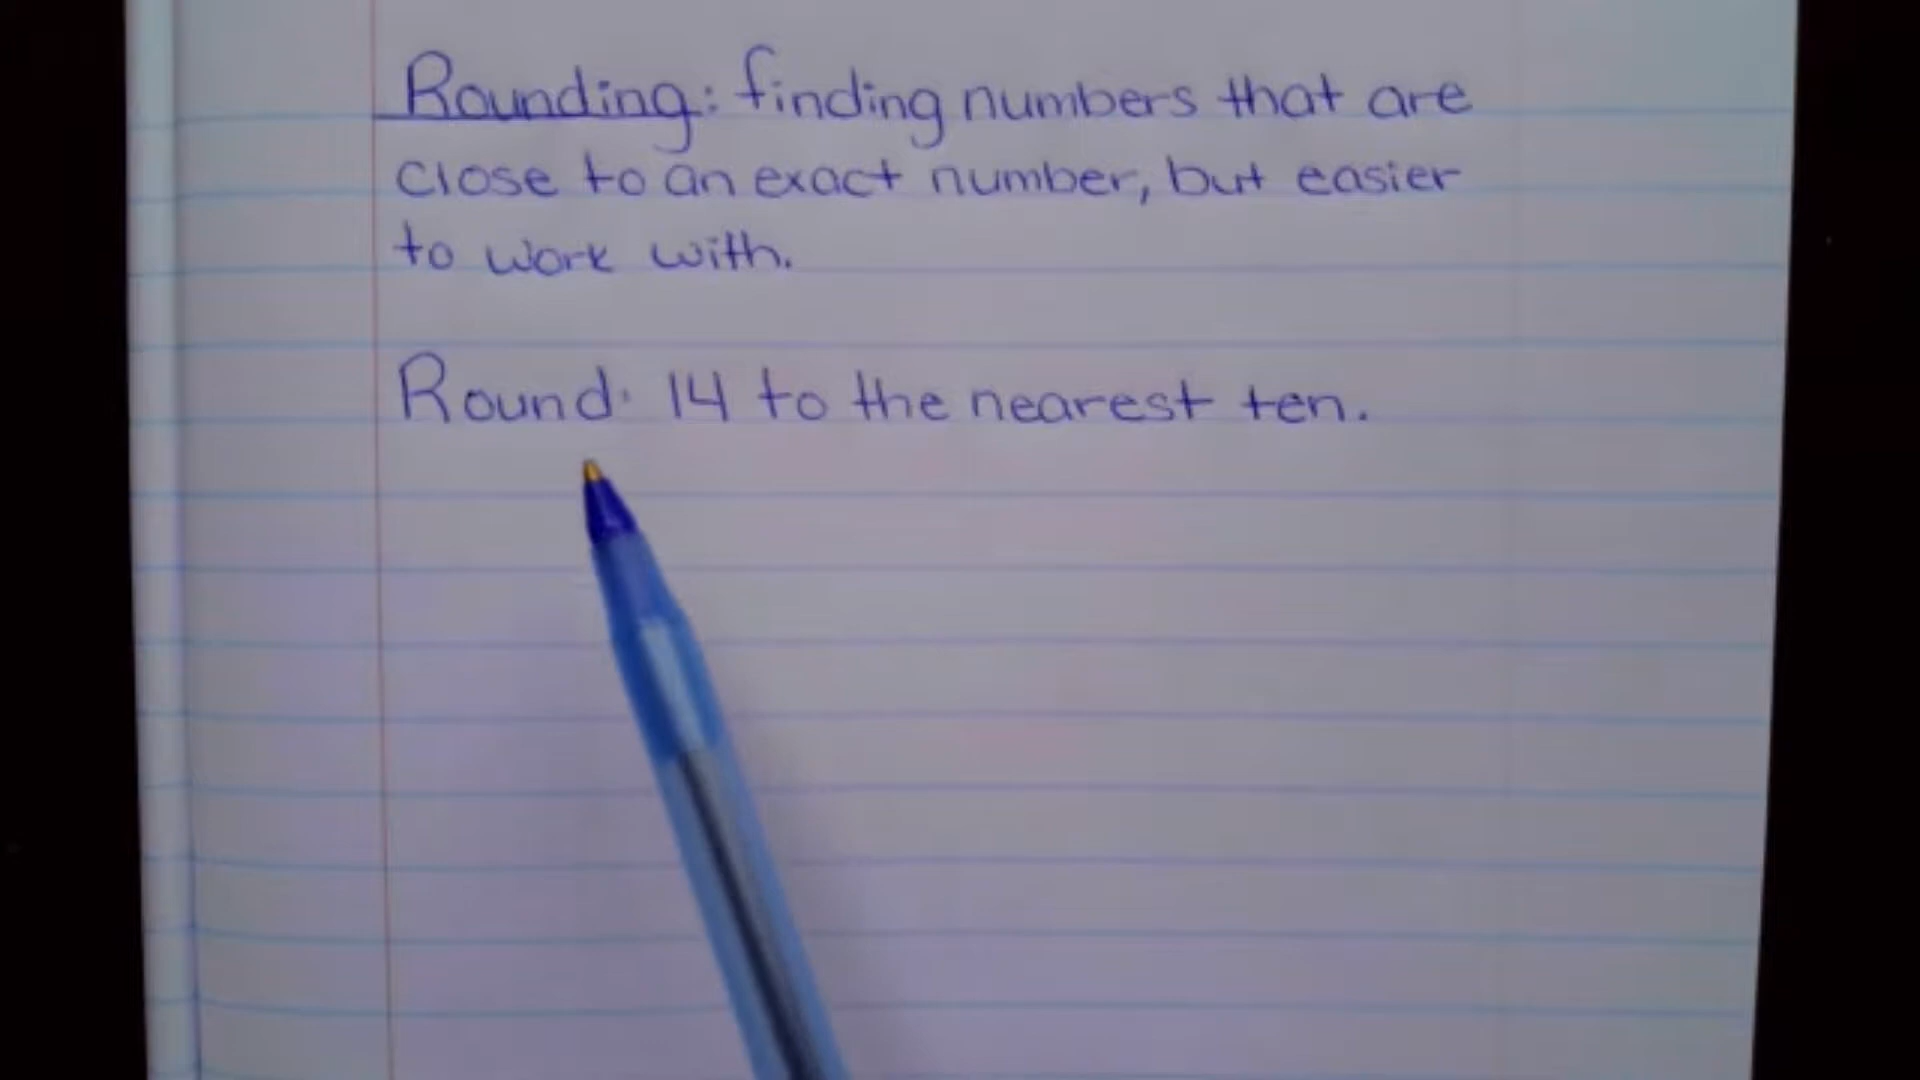 Rounding: finding numbers that are
close to an exact number, but easier
to work with.
Round: 14 to the nearest ten.